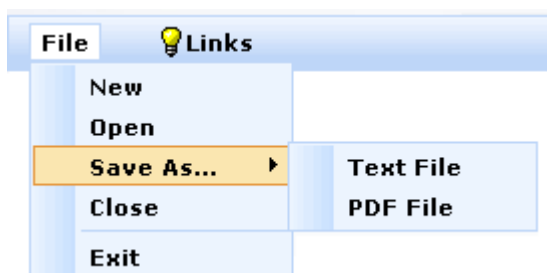 File Links
New
Open
Save As... Text File
Close PDF File
Exit